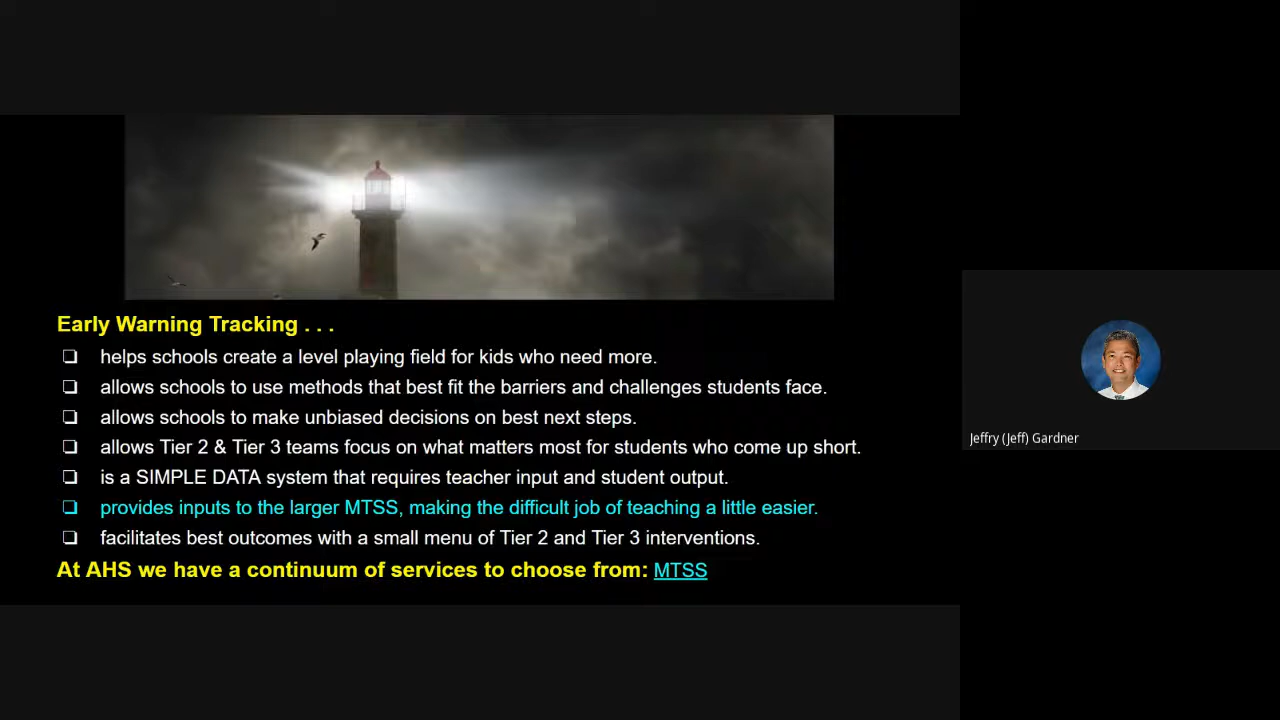 Early Warning Tracking . . .
helps schools create a level playing field for kids who need more.
allows schools to use methods that best fit the barriers and challenges students face.
allows schools to make unbiased decisions on best next steps.
allows Tier 2 & Tier 3 teams focus on what matters most for students who come up short.
is a SIMPLE DATA system that requires teacher input and student output.
provides inputs to the larger MTSS, making the difficult job of teaching a little easier.
facilitates best outcomes with a small menu of Tier 2 and Tier 3 interventions.
At AHS we have a continuum of services to choose from: MTSS
Jeffry (Jeff) Gardner